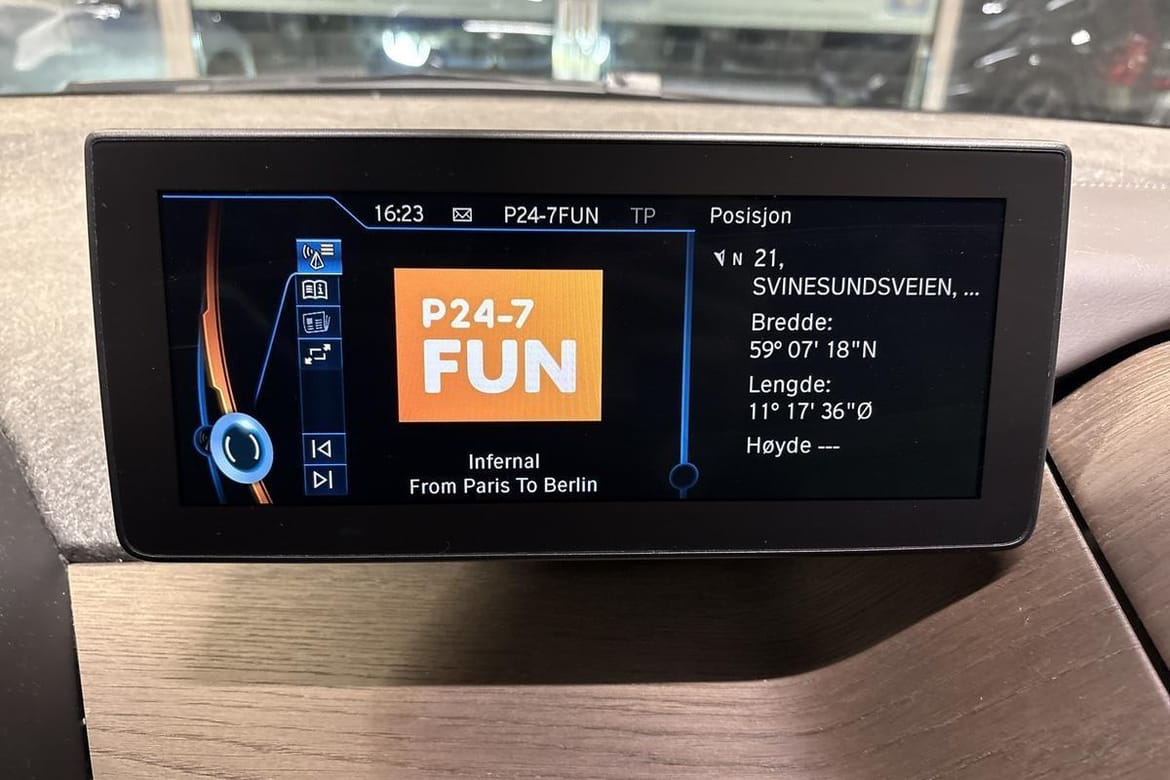 16:23 P24-7FUN TP
P24-7
FUN
Infernal
From Paris To Berlin
Posisjon
N 21,
SVINESUNDSVEIEN, ...
Bredde:
59° 07' 18"N
Lengde:
11° 17' 36"Ø
Høyde ---